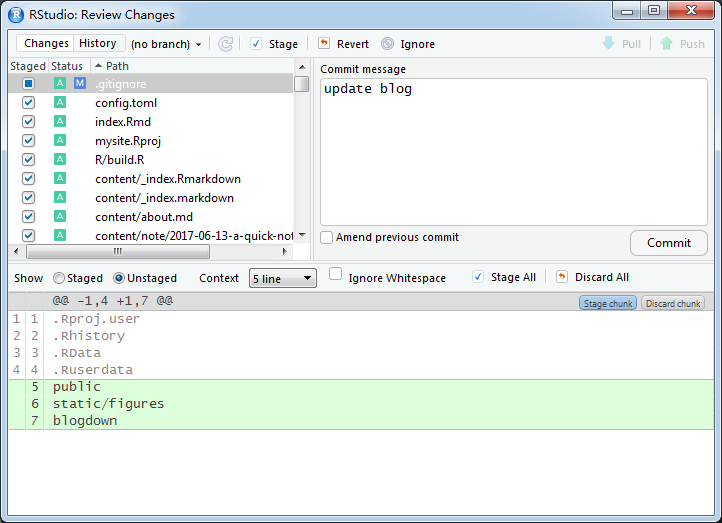 RStudio: Review Changes
Changes History (no branch) Stage Revert Ignore Pull Push
Staged Status Path
A M .gitignore
A config.toml
A index.Rmd
A mysite.Rproj
A R/build.R
A content/_index.Rmarkdown
A content/_index.markdown
A content/about.md
A content/note/2017-06-13-a-quick-not
Commit message
update blog
Amend previous commit
Commit
Show Staged Unstaged Context 5 line Ignore Whitespace Stage All Discard All
@@ -1,4 +1,7 @@ Stage chunk Discard chunk
1 1 .Rproj.user
2 2 .Rhistory
3 3 .RData
4 4 .Ruserdata
5 public
6 static/figures
7 blogdown